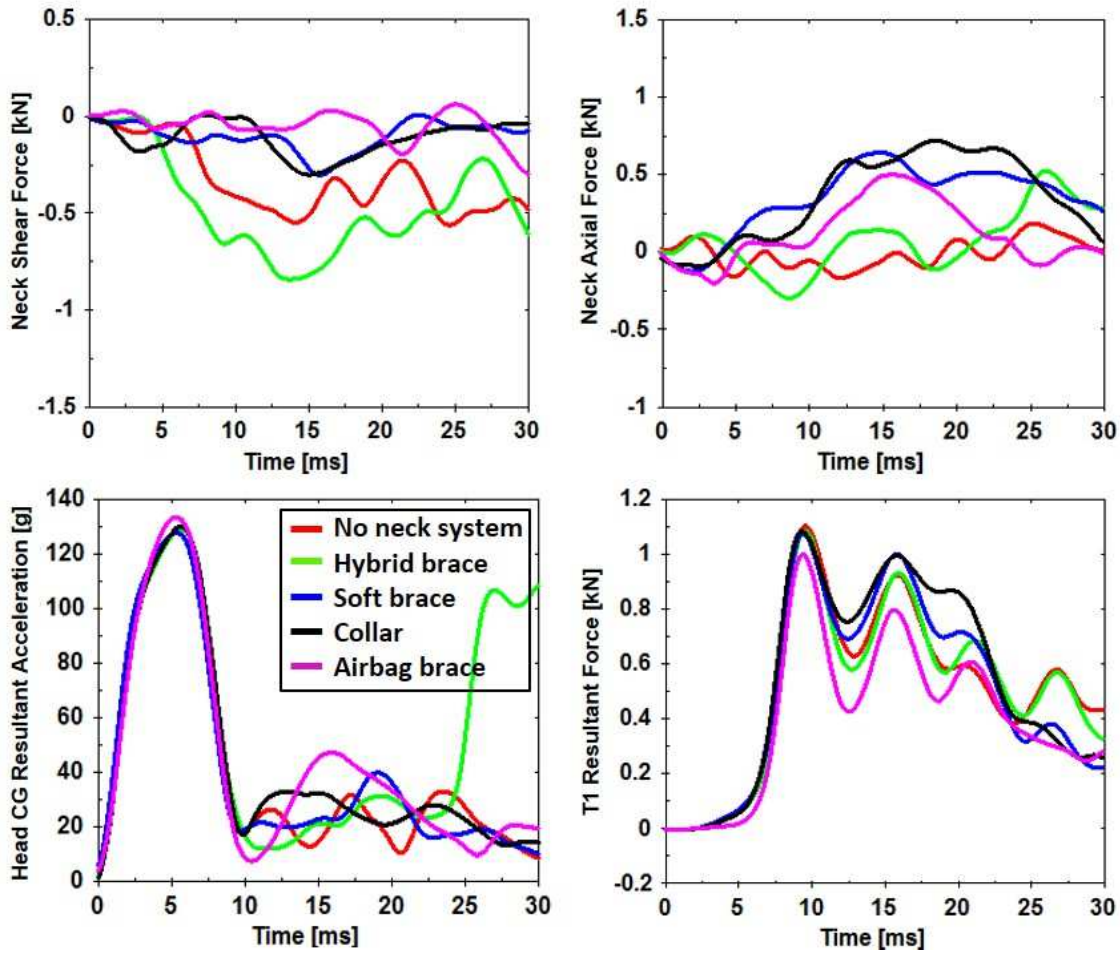 Neck Shear Force [kN]
0.5
0
-0.5
-1
-1.5
0 5 10 15 20 25 30
Time [ms]
Neck Axial Force [kN]
1.5
1
0.5
0
-0.5
-1
0 5 10 15 20 25 30
Time [ms]
Head CG Resultant Acceleration [g]
140
120
100
80
60
40
20
0
0 5 10 15 20 25 30
Time [ms]
No neck system
Hybrid brace
Soft brace
Collar
Airbag brace
T1 Resultant Force [kN]
1.2
1
0.8
0.6
0.4
0.2
0
-0.2
0 5 10 15 20 25 30
Time [ms]